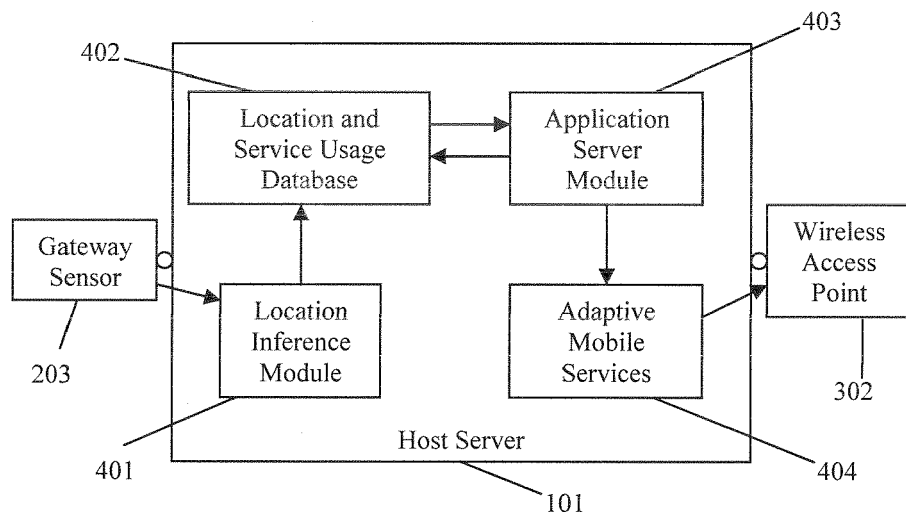 402
403
Location and
Service Usage
Database
Application
Server
Module
Gateway
Sensor
Wireless
Access
Point
Location
Inference
Module
Adaptive
Mobile
Services
203
302
Host Server
401
404
101